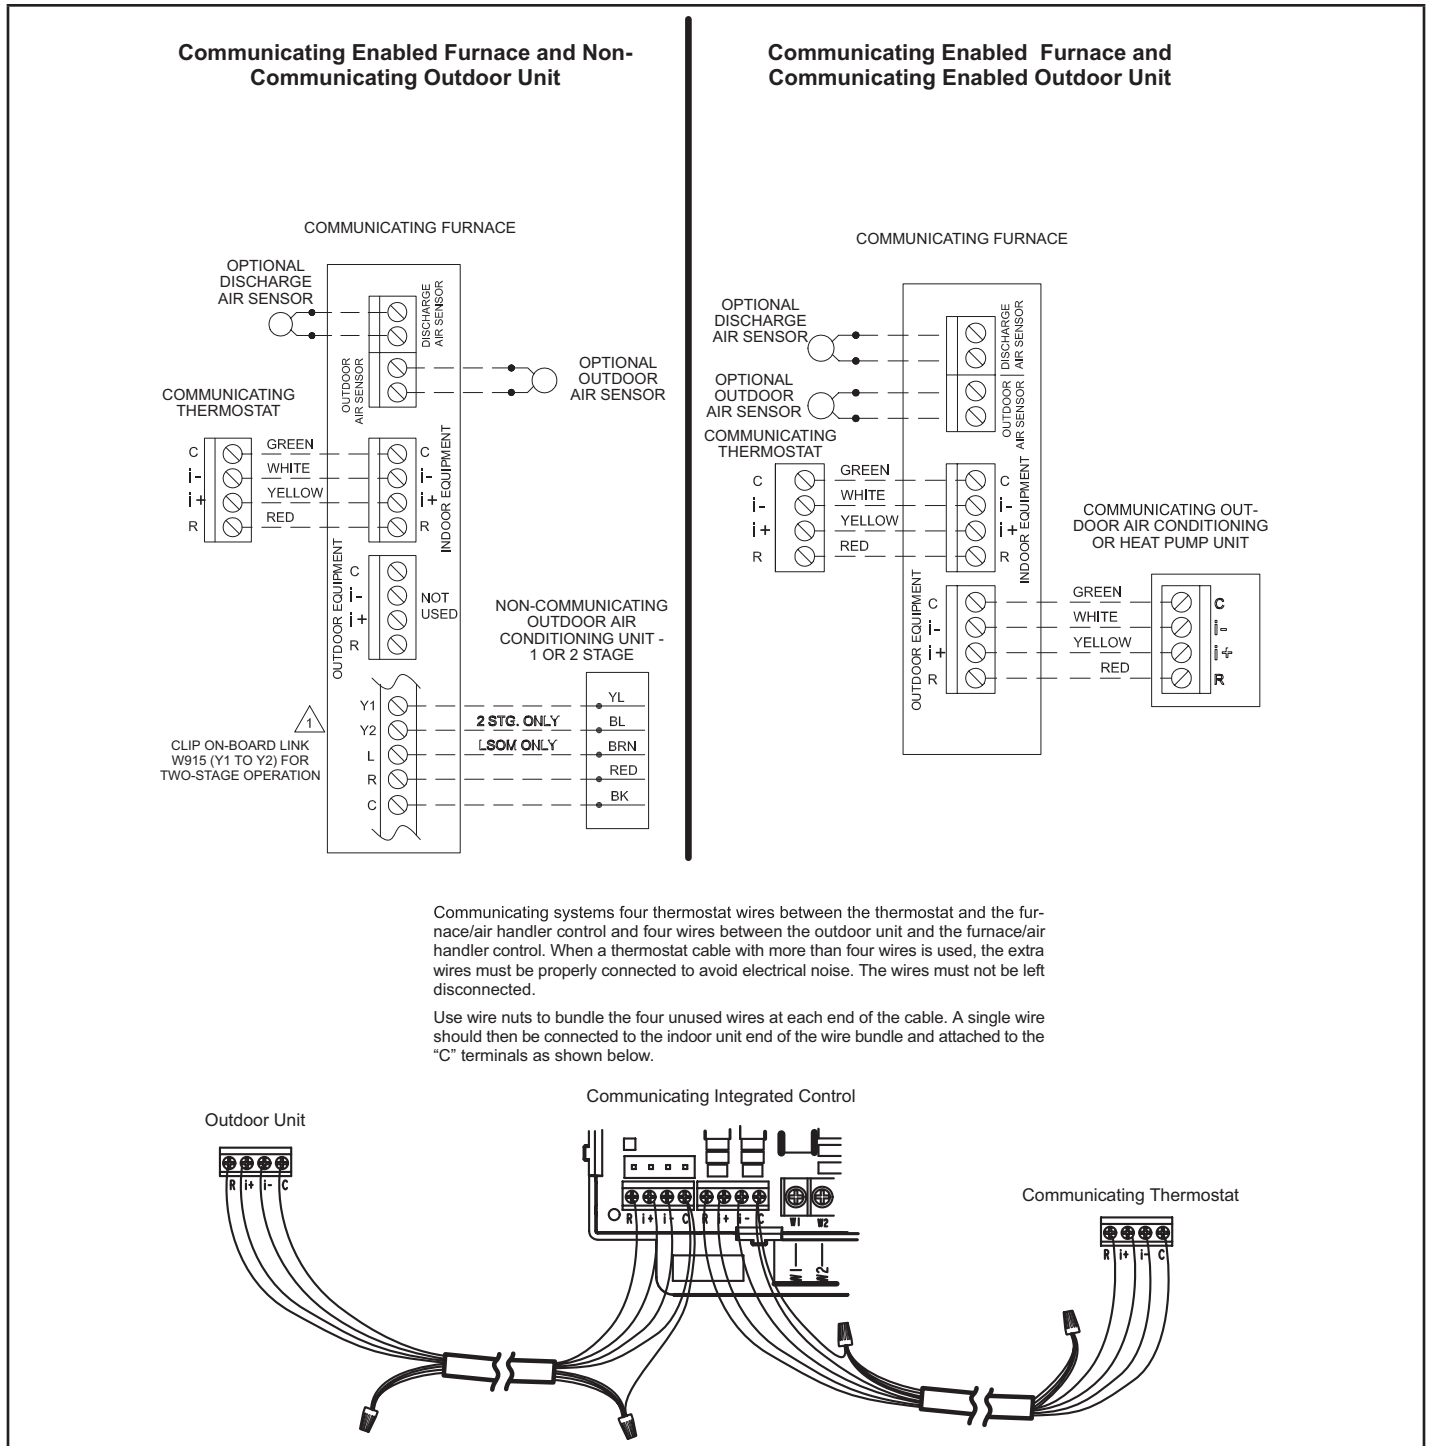 Communicating Enabled Furnace and Non-
Communicating Outdoor Unit
COMMUNICATING FURNACE
OPTIONAL
DISCHARGE
AIR SENSOR
DISCHARGE
AIR SENSOR
OUTDOOR
AIR SENSOR
OPTIONAL
OUTDOOR
AIR SENSOR
COMMUNICATING
THERMOSTAT
C GREEN C
i- WHITE i-
i+ YELLOW i+
R RED R
INDOOR EQUIPMENT
OUTDOOR EQUIPMENT
C
i-
i+
R
NOT
USED
NON-COMMUNICATING
OUTDOOR AIR
CONDITIONING UNIT -
1 OR 2 STAGE
1
CLIP ON-BOARD LINK
W915 (Y1 TO Y2) FOR
TWO-STAGE OPERATION
Y1 YL
Y2 2 STG. ONLY BL
L LSOM ONLY BRN
R RED
C BK
Communicating Enabled Furnace and
Communicating Enabled Outdoor Unit
COMMUNICATING FURNACE
OPTIONAL
DISCHARGE
AIR SENSOR
DISCHARGE
AIR SENSOR
OPTIONAL
OUTDOOR
AIR SENSOR
OUTDOOR
AIR SENSOR
COMMUNICATING
THERMOSTAT
C GREEN C
i- WHITE i-
i+ YELLOW i+
R RED R
INDOOR EQUIPMENT
COMMUNICATING OUT-
DOOR AIR CONDITIONING
OR HEAT PUMP UNIT
OUTDOOR EQUIPMENT
C GREEN C
i- WHITE i-
i+ YELLOW i+
R RED R
Communicating systems four thermostat wires between the thermostat and the fur-
nace/air handler control and four wires between the outdoor unit and the furnace/air
handler control. When a thermostat cable with more than four wires is used, the extra
wires must be properly connected to avoid electrical noise. The wires must not be left
disconnected.
Use wire nuts to bundle the four unused wires at each end of the cable. A single wire
should then be connected to the indoor unit end of the wire bundle and attached to the
“C” terminals as shown below.
Communicating Integrated Control
Outdoor Unit
R i+ i- C
R i+ i- C R i+ i- C W1 W2
W1 W2
Communicating Thermostat
R i+ i- C